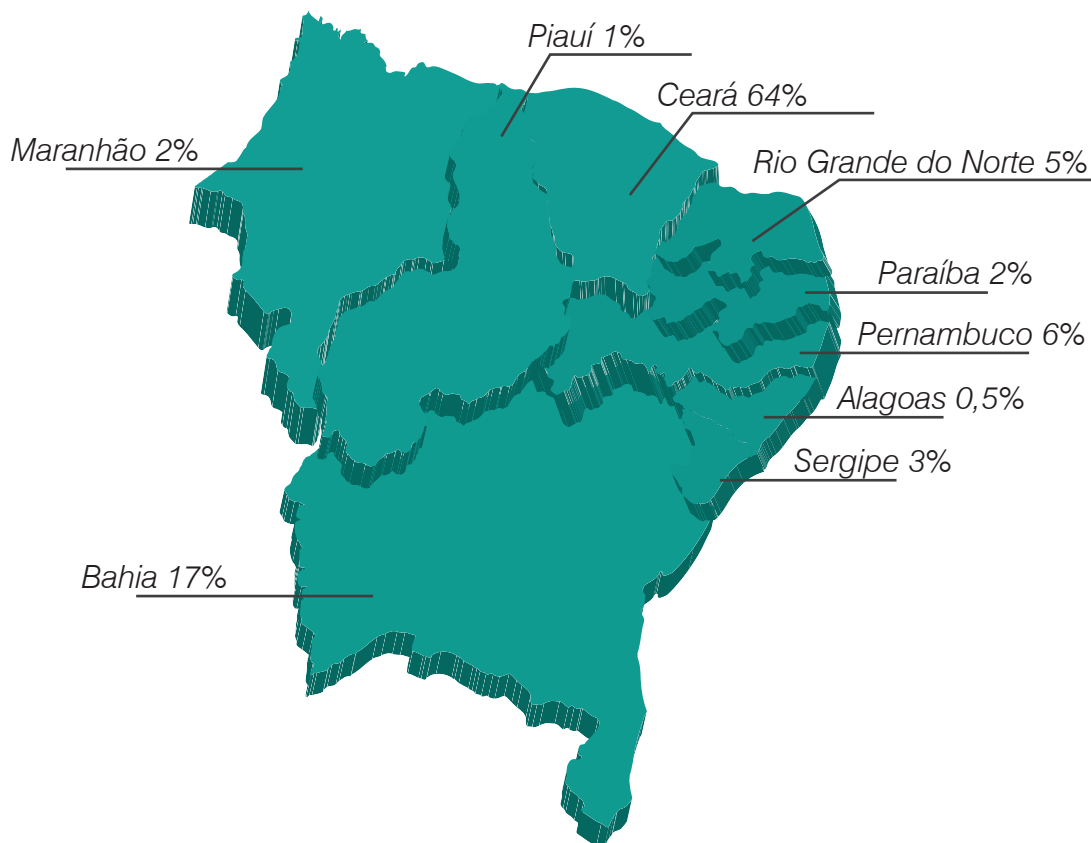 Piauí 1%
Ceará 64%
Maranhão 2%
Rio Grande do Norte 5%
Paraíba 2%
Pernambuco 6%
Alagoas 0,5%
Sergipe 3%
Bahia 17%